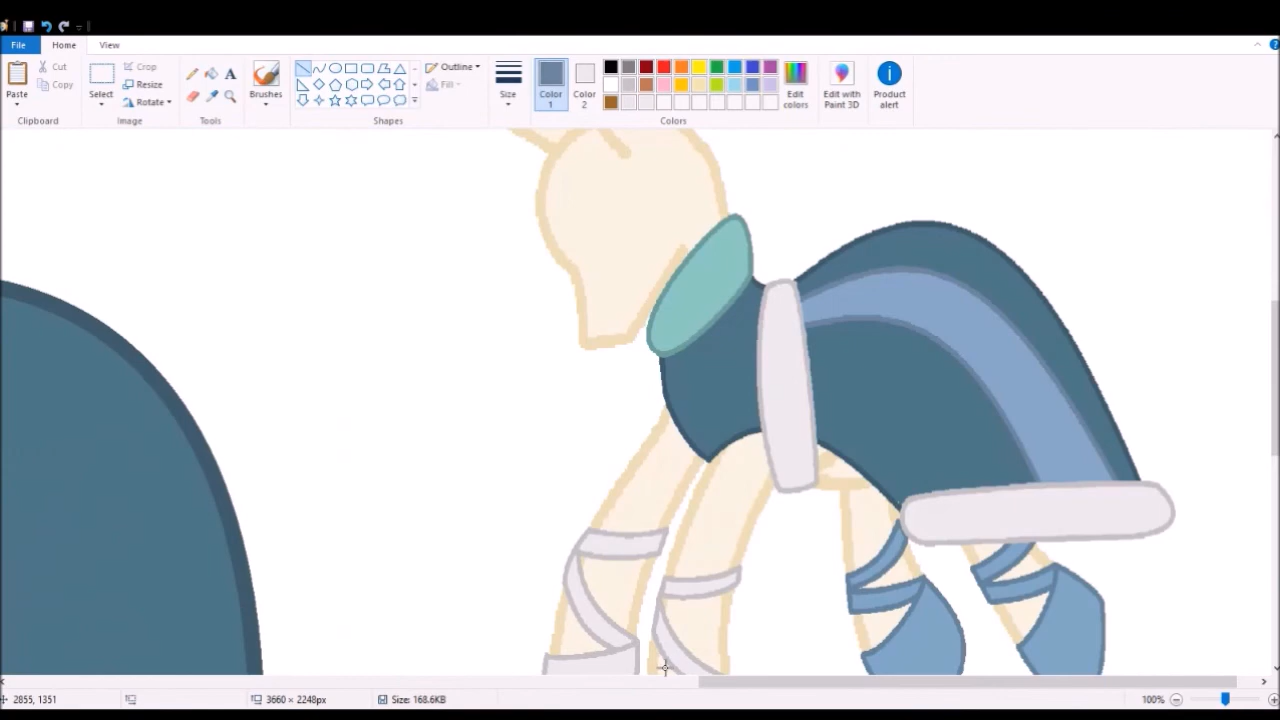 File Home View
Paste
Cut
Copy
Clipboard
Select
Crop
Resize
Rotate
Image
A
Tools
Brushes
Outline
Fill
Shapes
Size
Color
1
Color
2
Edit
colors
Colors
Edit with
Paint 3D
Product
alert
2855, 1351
3660 × 2248px
Size: 168.6KB
100%